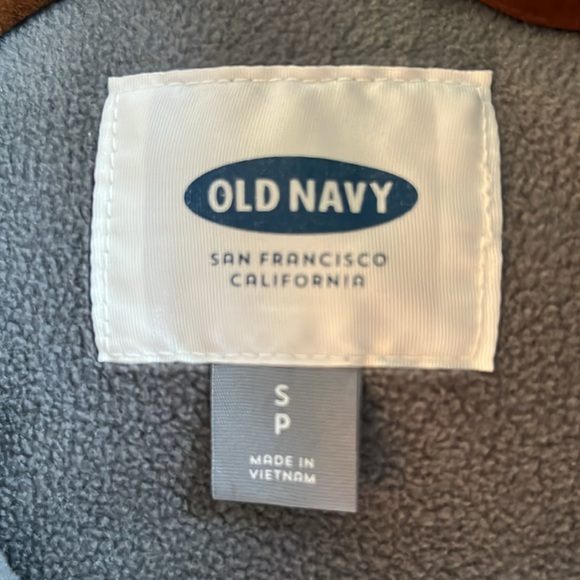 OLD NAVY
SAN FRANCISCO
CALIFORNIA
S
P
MADE IN
VIETNAM